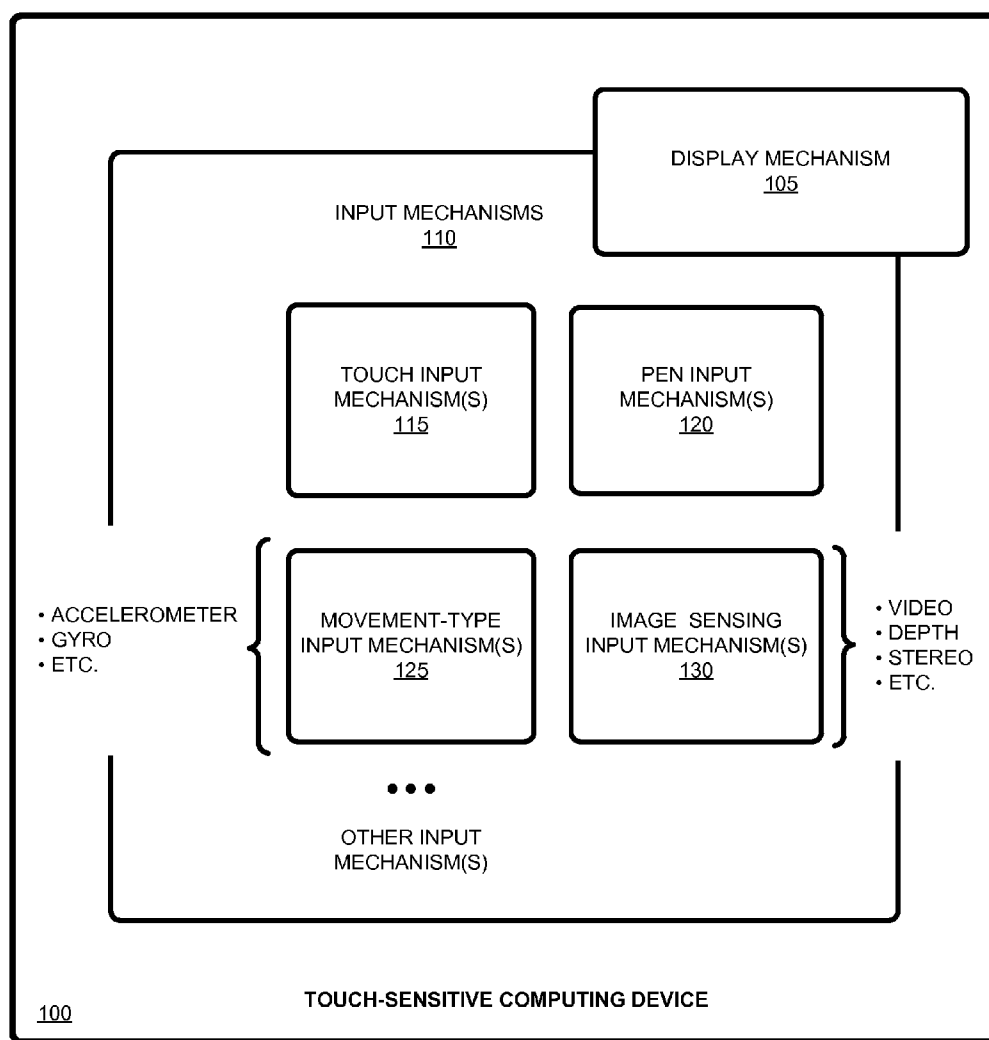 DISPLAY MECHANISM
105
INPUT MECHANISMS
110
TOUCH INPUT
MECHANISM(S)
115
PEN INPUT
MECHANISM(S)
120
• ACCELEROMETER
• GYRO
• ETC.
MOVEMENT-TYPE
INPUT MECHANISM(S)
125
IMAGE SENSING
INPUT MECHANISM(S)
130
• VIDEO
• DEPTH
• STEREO
• ETC.
•••
OTHER INPUT
MECHANISM(S)
100
TOUCH-SENSITIVE COMPUTING DEVICE